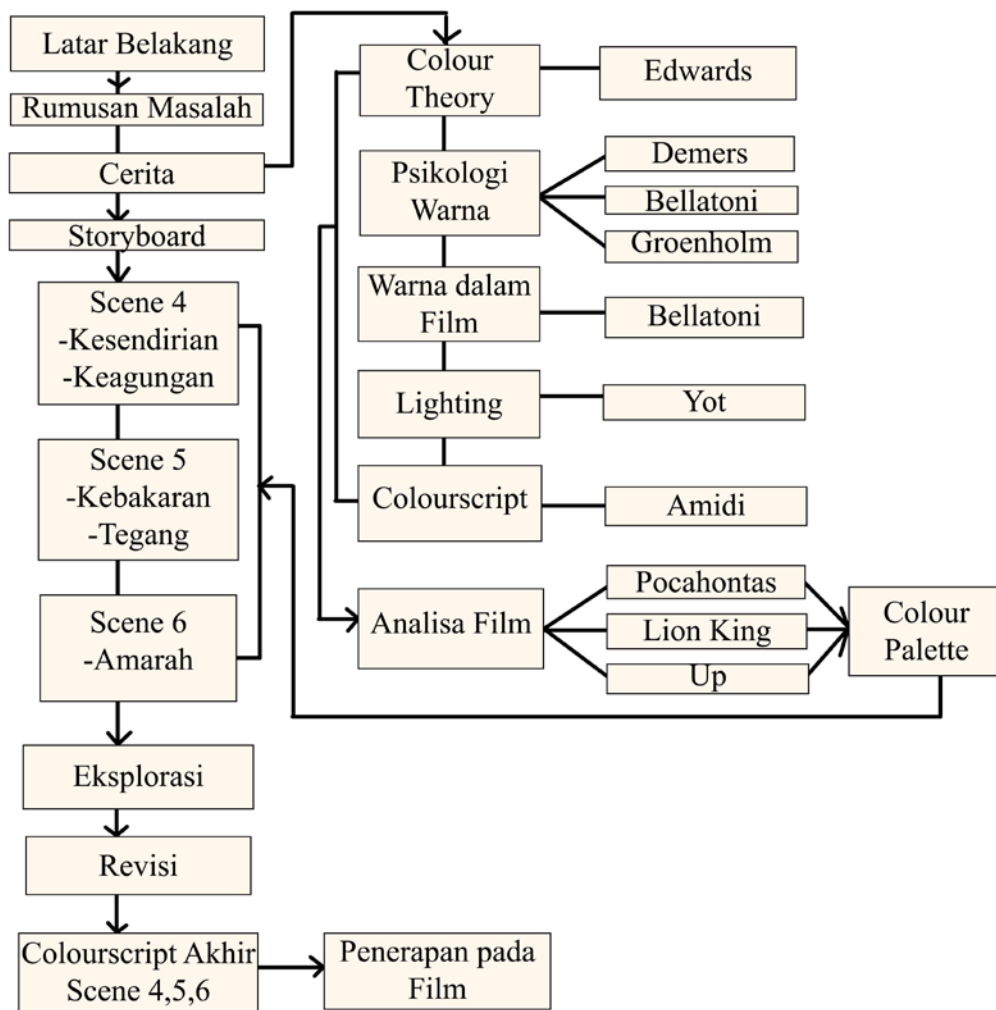 Latar Belakang
Rumusan Masalah
Cerita
Storyboard
Scene 4
-Kesendirian
-Keagungan
Scene 5
-Kebakaran
-Tegang
Scene 6
-Amarah
Eksplorasi
Revisi
Colourscript Akhir
Scene 4,5,6
Penerapan pada
Film
Colour
Theory
Edwards
Psikologi
Warna
Demers
Bellatoni
Groenholm
Warna dalam
Film
Bellatoni
Lighting
Yot
Colourscript
Amidi
Analisa Film
Pocahontas
Lion King
Up
Colour
Palette